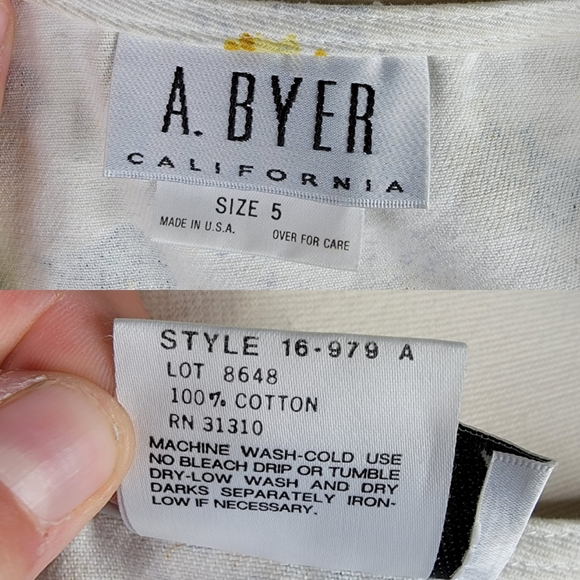 A. BYER
CALIFORNIA
SIZE 5
MADE IN U.S.A. OVER FOR CARE
STYLE 16-979 A
LOT 8648
100% COTTON
RN 31310
MACHINE WASH-COLD USE
NO BLEACH DRIP OR TUMBLE
DRY-LOW WASH AND DRY
DARKS SEPARATELY IRON-
LOW IF NECESSARY.